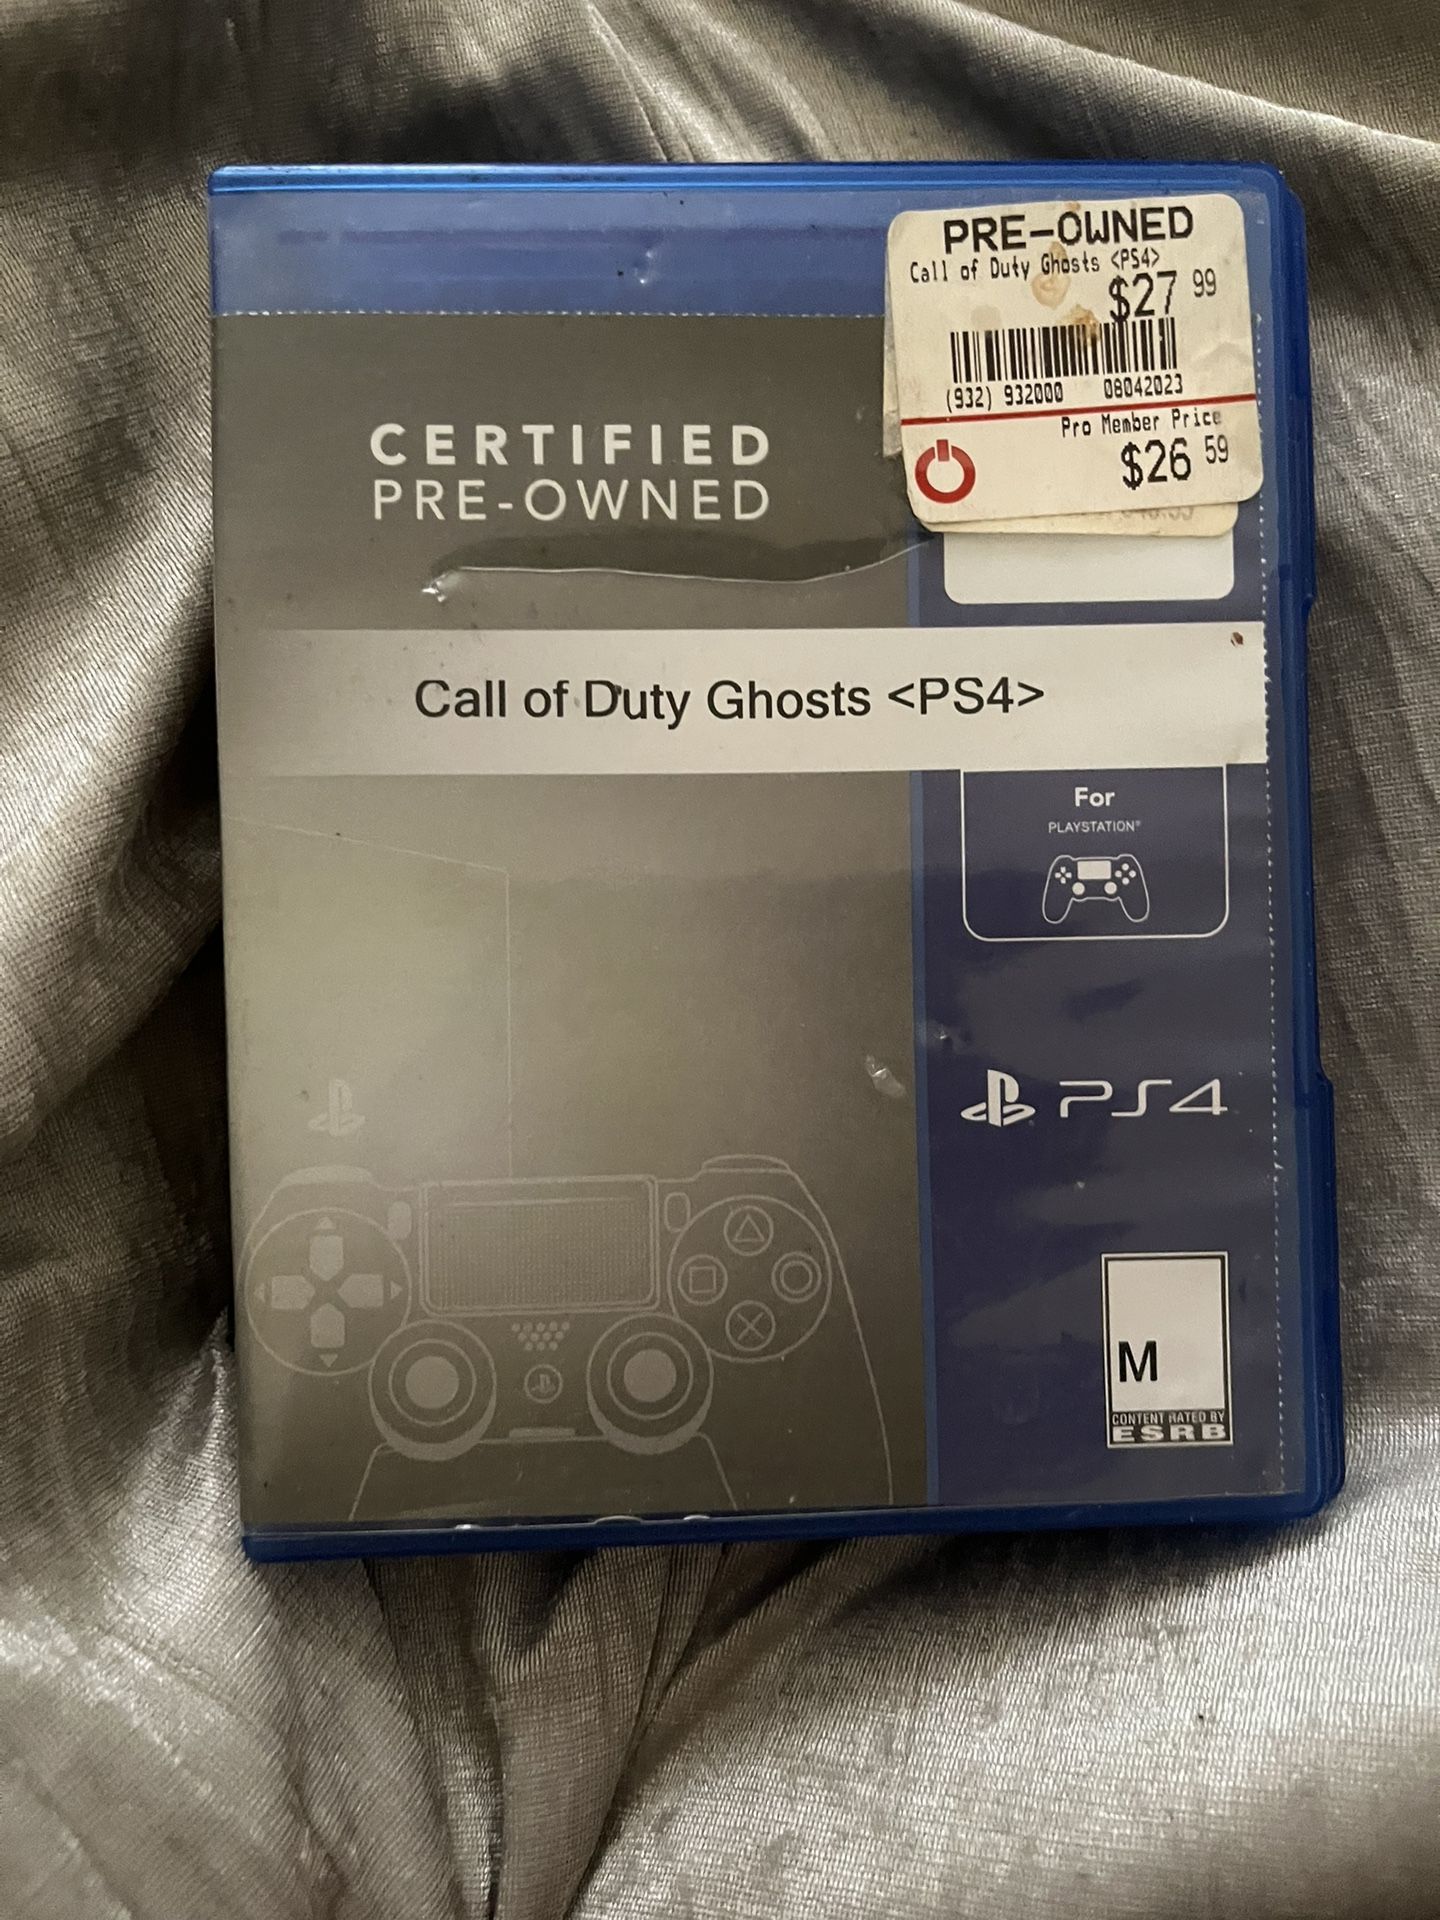 PRE-OWNED
Call of Duty Ghosts <PS4>
$27 99
(932) 932000 08042023
Pro Member Price
$26 59
CERTIFIED
PRE-OWNED
Call of Duty Ghosts <PS4>
For
PLAYSTATION®
PS4
M
CONTENT RATED BY
ESRB